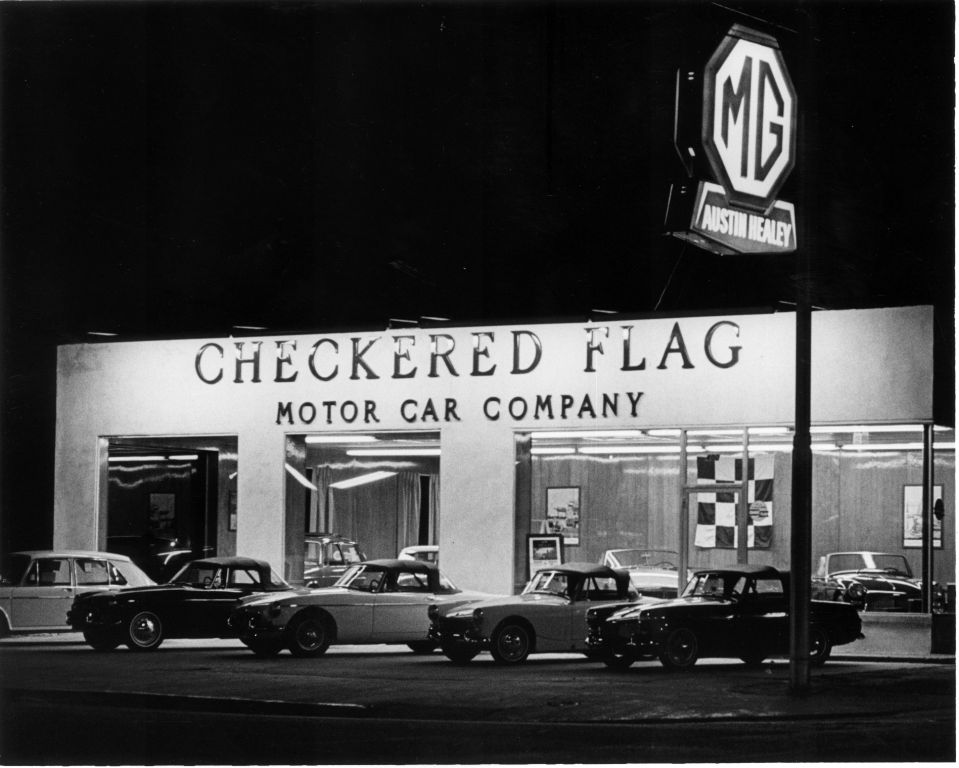 MG
AUSTIN HEALEY
CHECKERED FLAG
MOTOR CAR COMPANY